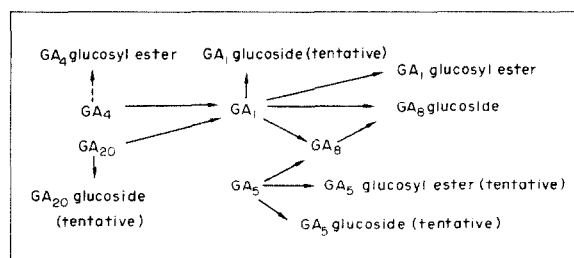 GA4 glucosyl ester
GA1 glucoside (tentative)
GA1 glucosyl ester
GA4
GA1
GA8 glucoside
GA20
GA8
GA20 glucoside
(tentative)
GA5
GA5 glucosyl ester (tentative)
GA5 glucoside (tentative)